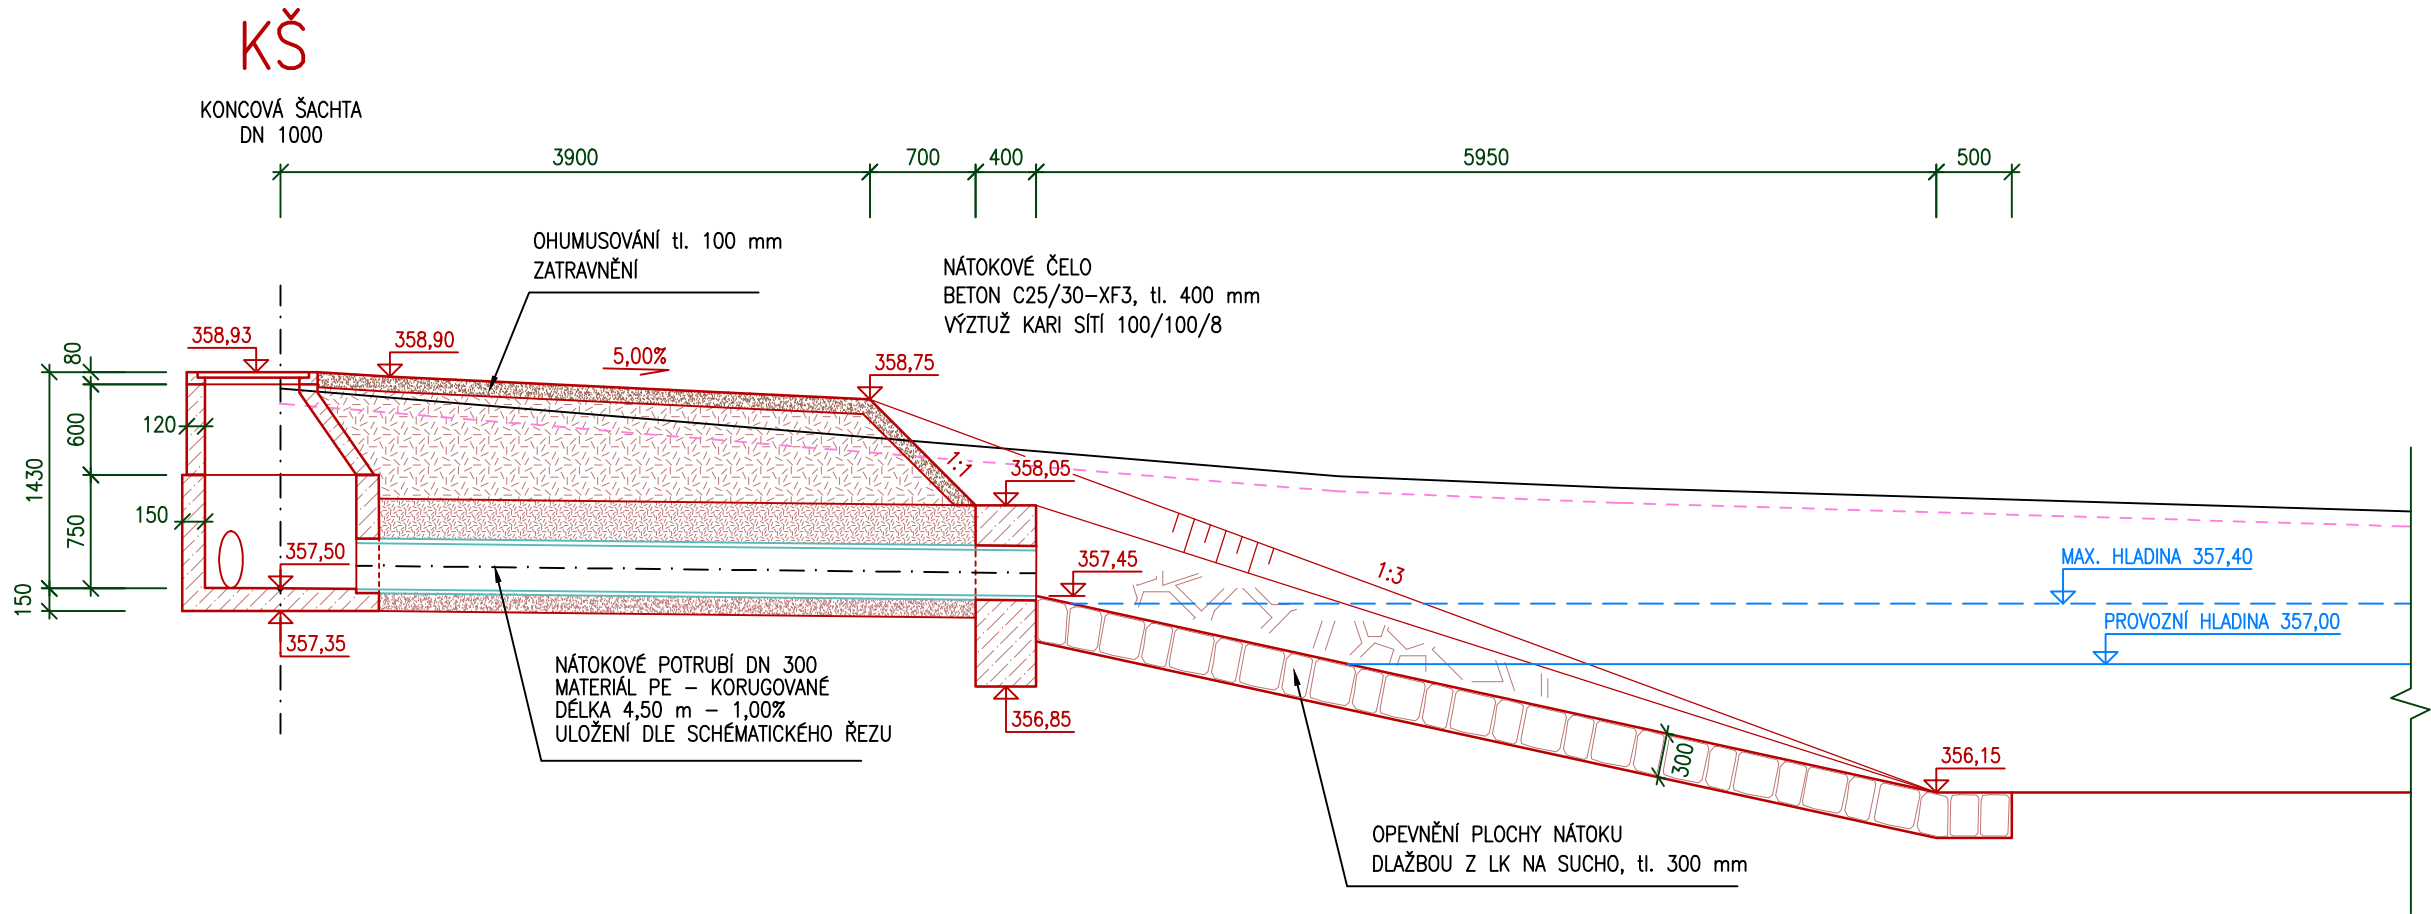 KŠ
KONCOVÁ ŠACHTA
DN 1000
3900
700
400
5950
500
OHUMUSOVÁNÍ tl. 100 mm
ZATRAVNĚNÍ
NÁTOKOVÉ ČELO
BETON C25/30-XF3, tl. 400 mm
VÝZTUŽ KARI SÍTÍ 100/100/8
358,93
358,90
5,00%
358,75
80
600
120
1430
750
150
150
1:1
358,05
1:3
357,50
357,45
357,35
MAX. HLADINA 357,40
PROVOZNÍ HLADINA 357,00
NÁTOKOVÉ POTRUBÍ DN 300
MATERIÁL PE - KORUGOVANÉ
DÉLKA 4,50 m - 1,00%
ULOŽENÍ DLE SCHÉMATICKÉHO ŘEZU
356,85
300
356,15
OPEVNĚNÍ PLOCHY NÁTOKU
DLAŽBOU Z LK NA SUCHO, tl. 300 mm